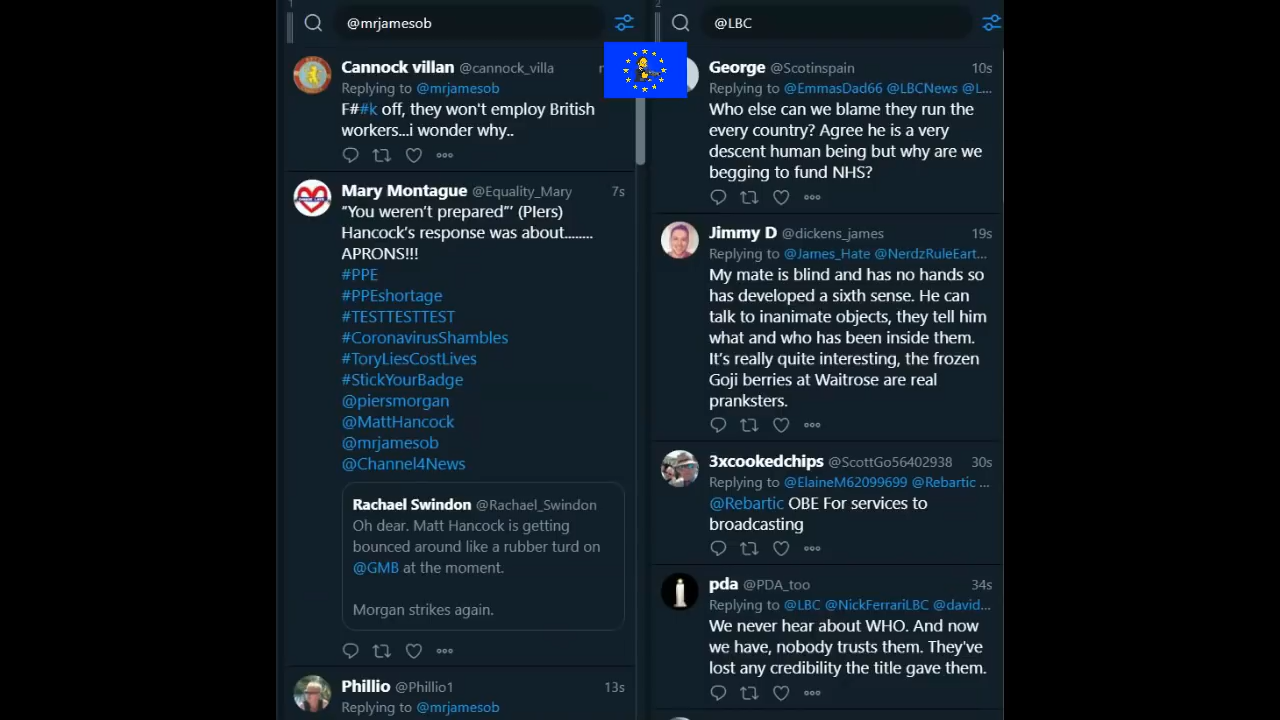 1
@mrjamesob
Cannock villan @cannock_villa
Replying to @mrjamesob
F##k off, they won't employ British
workers...i wonder why..
Mary Montague @Equality_Mary 7s
“You weren’t prepared”’ (PIers)
Hancock’s response was about........
APRONS!!!
#PPE
#PPEshortage
#TESTTESTTEST
#CoronavirusShambles
#ToryLiesCostLives
#StickYourBadge
@piersmorgan
@MattHancock
@mrjamesob
@Channel4News
Rachael Swindon @Rachael_Swindon
Oh dear. Matt Hancock is getting
bounced around like a rubber turd on
@GMB at the moment.
Morgan strikes again.
Phillio @Phillio1 13s
Replying to @mrjamesob
2
@LBC
George @Scotinspain 10s
Replying to @EmmasDad66 @LBCNews @L...
Who else can we blame they run the
every country? Agree he is a very
descent human being but why are we
begging to fund NHS?
Jimmy D @dickens_james 19s
Replying to @James_Hate @NerdzRuleEart...
My mate is blind and has no hands so
has developed a sixth sense. He can
talk to inanimate objects, they tell him
what and who has been inside them.
It’s really quite interesting, the frozen
Goji berries at Waitrose are real
pranksters.
3xcookedchips @ScottGo56402938 30s
Replying to @ElaineM62099699 @Rebartic ...
@Rebartic OBE For services to
broadcasting
pda @PDA_too 34s
Replying to @LBC @NickFerrariLBC @david...
We never hear about WHO. And now
we have, nobody trusts them. They've
lost any credibility the title gave them.